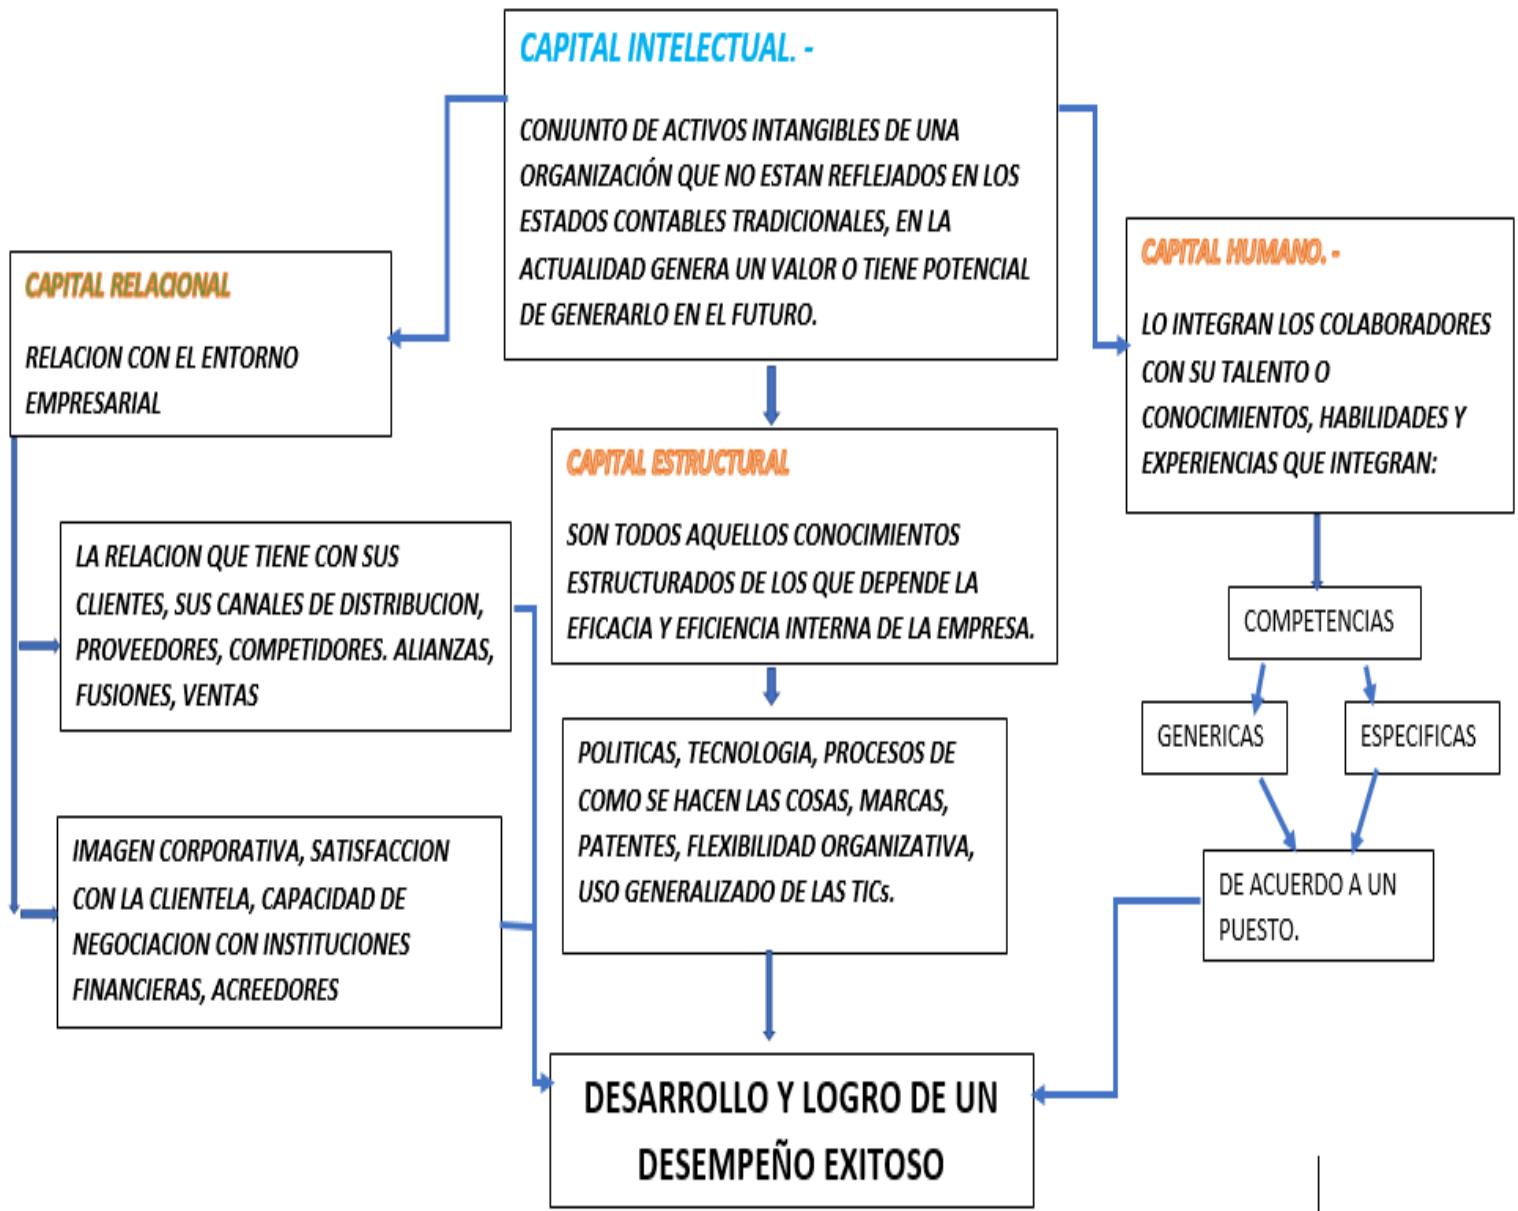 CAPITAL INTELECTUAL. -
CONJUNTO DE ACTIVOS INTANGIBLES DE UNA
ORGANIZACIÓN QUE NO ESTAN REFLEJADOS EN LOS
ESTADOS CONTABLES TRADICIONALES, EN LA
ACTUALIDAD GENERA UN VALOR O TIENE POTENCIAL
DE GENERARLO EN EL FUTURO.
CAPITAL RELACIONAL
RELACION CON EL ENTORNO
EMPRESARIAL
LA RELACION QUE TIENE CON SUS
CLIENTES, SUS CANALES DE DISTRIBUCION,
PROVEEDORES, COMPETIDORES. ALIANZAS,
FUSIONES, VENTAS
IMAGEN CORPORATIVA, SATISFACCION
CON LA CLIENTELA, CAPACIDAD DE
NEGOCIACION CON INSTITUCIONES
FINANCIERAS, ACREEDORES
CAPITAL ESTRUCTURAL
SON TODOS AQUELLOS CONOCIMIENTOS
ESTRUCTURADOS DE LOS QUE DEPENDE LA
EFICACIA Y EFICIENCIA INTERNA DE LA EMPRESA.
POLITICAS, TECNOLOGIA, PROCESOS DE
COMO SE HACEN LAS COSAS, MARCAS,
PATENTES, FLEXIBILIDAD ORGANIZATIVA,
USO GENERALIZADO DE LAS TICs.
CAPITAL HUMANO. -
LO INTEGRAN LOS COLABORADORES
CON SU TALENTO O
CONOCIMIENTOS, HABILIDADES Y
EXPERIENCIAS QUE INTEGRAN:
COMPETENCIAS
GENERICAS
ESPECIFICAS
DE ACUERDO A UN
PUESTO.
DESARROLLO Y LOGRO DE UN
DESEMPEÑO EXITOSO